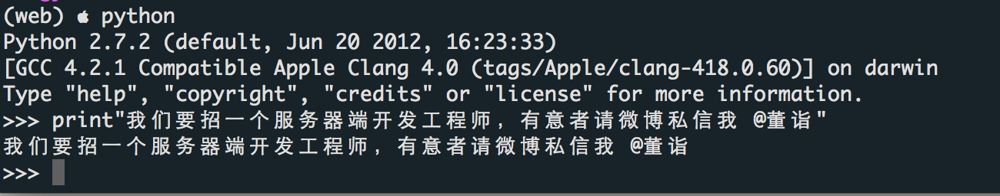 (web)  python
Python 2.7.2 (default, Jun 20 2012, 16:23:33)
[GCC 4.2.1 Compatible Apple Clang 4.0 (tags/Apple/clang-418.0.60)] on darwin
Type "help", "copyright", "credits" or "license" for more information.
>>> print"我们要招一个服务器端开发工程师，有意者请微博私信我 @董诣"
我们要招一个服务器端开发工程师，有意者请微博私信我 @董诣
>>>